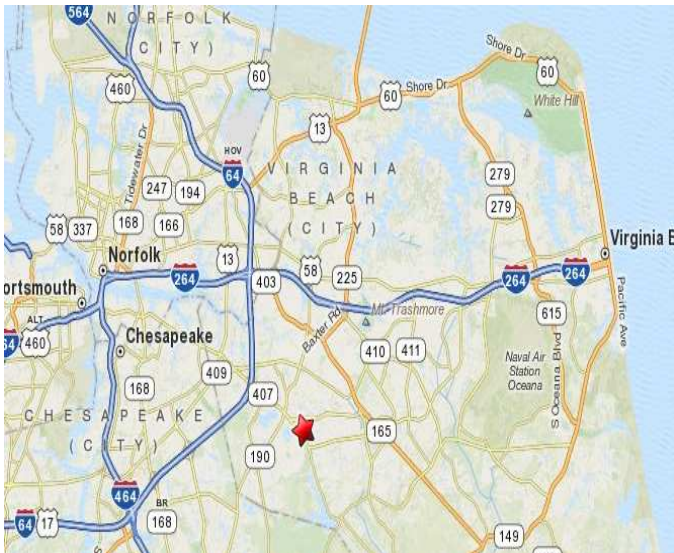 564
NORFOLK
(CITY)
Shore Dr
60
60
460
Shore Dr
60
White Hill
13
Tidewater Dr
HOV
64
VIRGINIA
BEACH
(CITY)
279
247
194
279
168
166
58
337
Virginia B
Norfolk
13
58
264
403
225
264
264
ortsmouth
Mt Trashmore
Pacific Ave
ALT
64
460
Baxter Rd
615
Chesapeake
410
411
Naval Air
Station
Oceana
S Oceana Blvd
409
168
407
CHESAPEAKE
(CITY)
165
190
464
BR
64
17
168
149
S